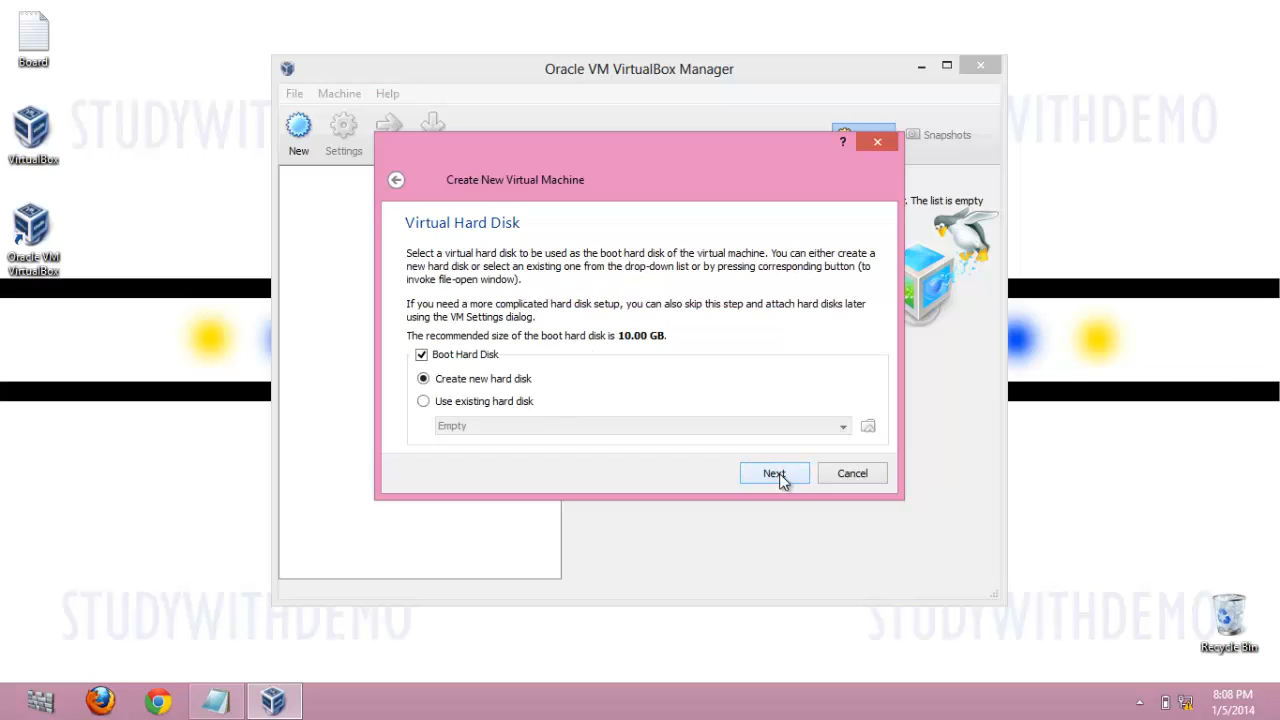 Board
VirtualBox
Oracle VM
VirtualBox
STUDYWITHDEMO
Oracle VM VirtualBox Manager
File Machine Help
New
Settings
Snapshots
. The list is empty
?
Create New Virtual Machine
Virtual Hard Disk
Select a virtual hard disk to be used as the boot hard disk of the virtual machine. You can either create a
new hard disk or select an existing one from the drop-down list or by pressing corresponding button (to
invoke file-open window).
If you need a more complicated hard disk setup, you can also skip this step and attach hard disks later
using the VM Settings dialog.
The recommended size of the boot hard disk is 10.00 GB.
Boot Hard Disk
Create new hard disk
Use existing hard disk
Empty
Next
Cancel
STUDYWITHDEMO
STUDYWITHDEMO
Recycle Bin
8:08 PM
1/5/2014